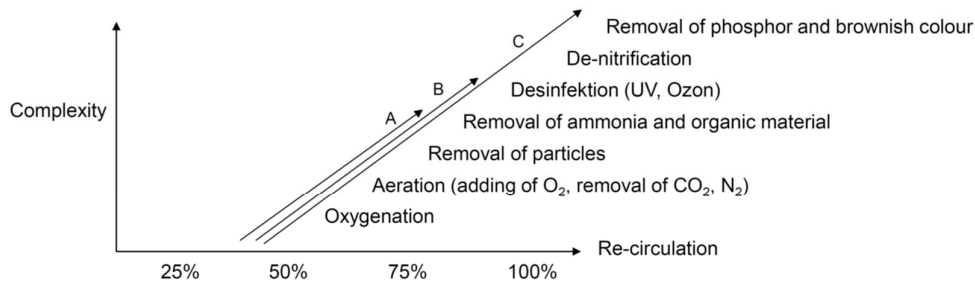 Removal of phosphor and brownish colour
C
De-nitrification
B
Desinfektion (UV, Ozon)
Complexity
A
Removal of ammonia and organic material
Removal of particles
Aeration (adding of O₂, removal of CO₂, N₂)
Oxygenation
Re-circulation
25% 50% 75% 100%